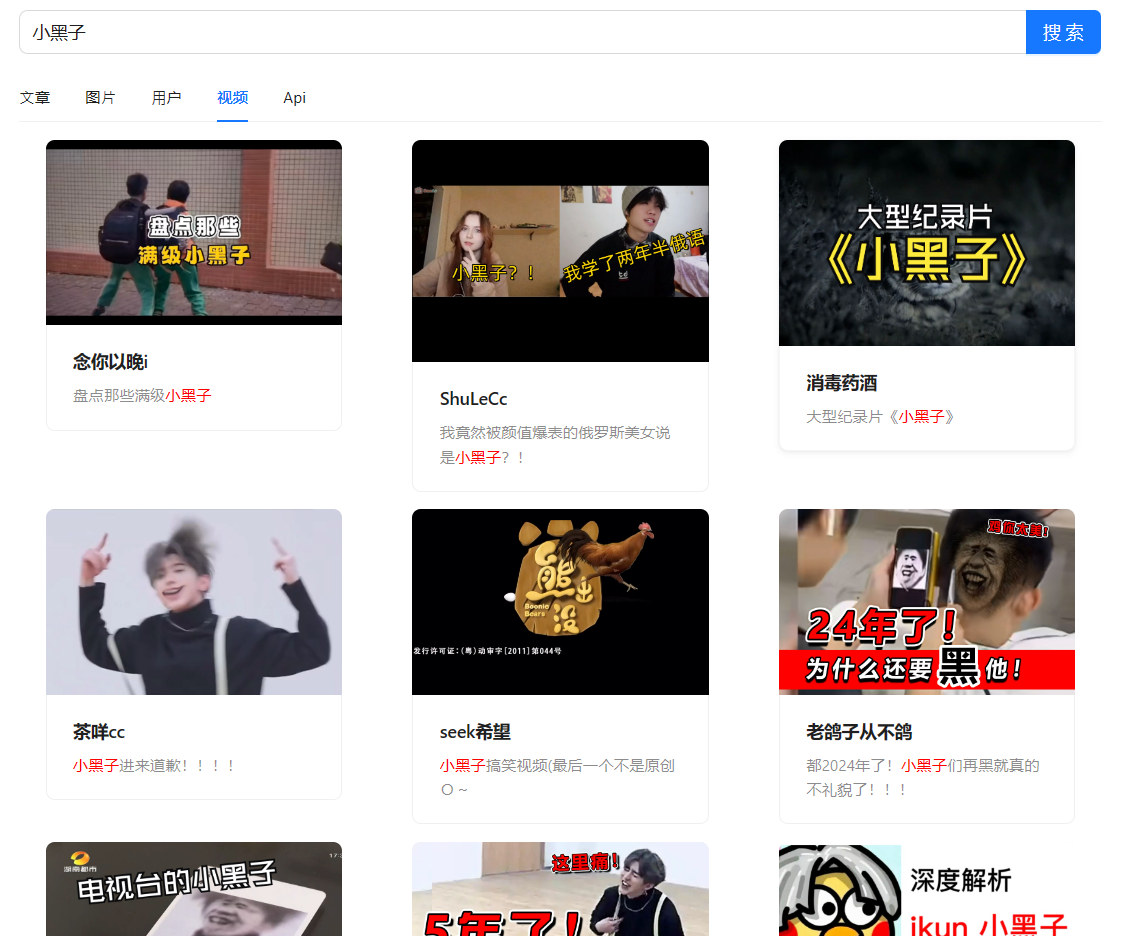 小黑子
搜 索
文章
图片
用户
视频
Api
盘点那些
满级小黑子
念你以晚i
盘点那些满级小黑子
小黑子？！
我学了两年半俄语
ShuLeCc
我竟然被颜值爆表的俄罗斯美女说
是小黑子？！
大型纪录片
《小黑子》
消毒药酒
大型纪录片《小黑子》
茶咩cc
小黑子进来道歉！！！！
熊出没
Boonie
Bears
发行许可证：（粤）动审字[2011]第044号
seek希望
小黑子搞笑视频(最后一个不是原创
O ~
鸡你太美!
24年了!
为什么还要黑他!
老鸽子从不鸽
都2024年了！小黑子们再黑就真的
不礼貌了！！！
湖南都市
电视台的小黑子
这里痛!
5年了!
深度解析
ikun 小黑子